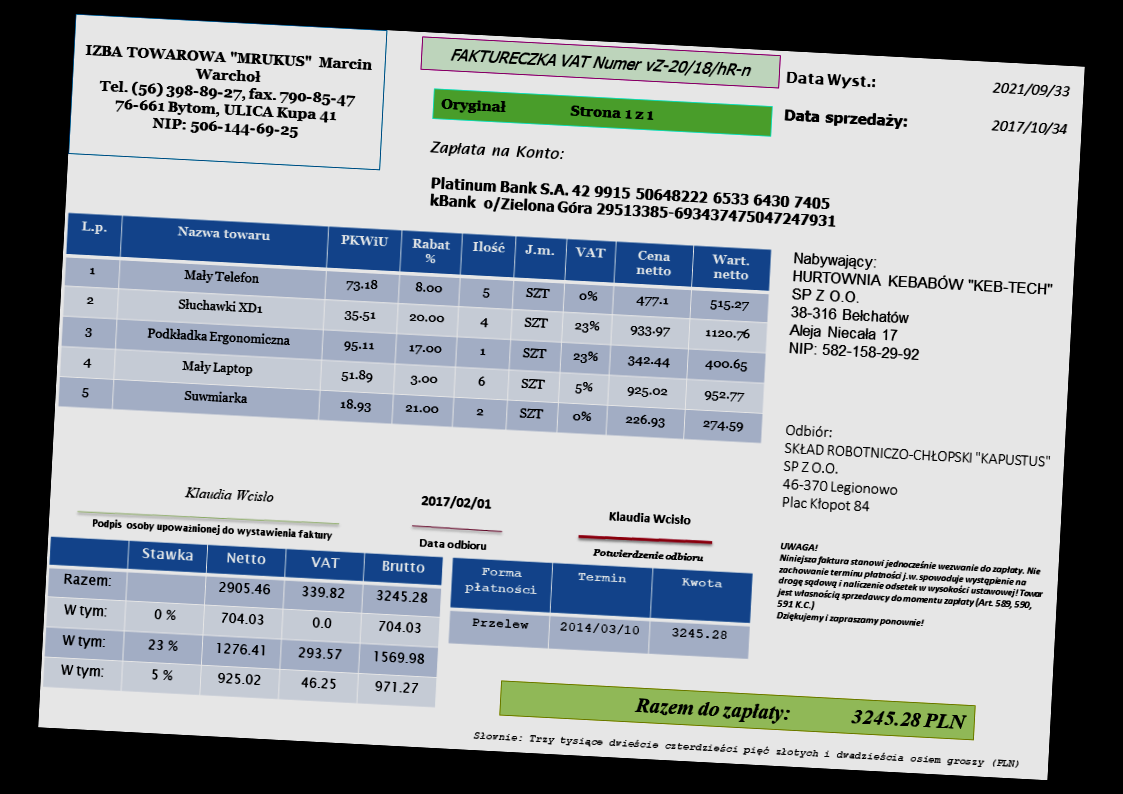 IZBA TOWAROWA "MRUKUS" Marcin
Warchoł
Tel. (56) 398-89-27, fax. 790-85-47
76-661 Bytom, ULICA Kupa 41
NIP: 506-144-69-25
FAKTURECZKA VAT Numer vZ-20/18/hR-n
Oryginał Strona 1 z 1
Data Wyst.: 2021/09/33
Data sprzedaży: 2017/10/34
Zapłata na Konto:
Platinum Bank S.A. 42 9915 50648222 6533 6430 7405
kBank o/Zielona Góra 29513385-693437475047247931
L.p. Nazwa towaru PKWiU Rabat % Ilość J.m. VAT Cena netto Wart. netto
1 Mały Telefon 73.18 8.00 5 SZT 0% 477.1 515.27
2 Słuchawki XD1 35.51 20.00 4 SZT 23% 933.97 1120.76
3 Podkładka Ergonomiczna 95.11 17.00 1 SZT 23% 342.44 400.65
4 Mały Laptop 51.89 3.00 6 SZT 5% 925.02 952.77
5 Suwmiarka 18.93 21.00 2 SZT 0% 226.93 274.59
Nabywający:
HURTOWNIA KEBABÓW "KEB-TECH"
SP Z O.O.
38-316 Bełchatów
Aleja Niecała 17
NIP: 582-158-29-92
Odbiór:
SKŁAD ROBOTNICZO-CHŁOPSKI "KAPUSTUS"
SP Z O.O.
46-370 Legionowo
Plac Kłopot 84
Klaudia Wcisło
Podpis osoby upoważnionej do wystawienia faktury
2017/02/01
Data odbioru
Klaudia Wcisło
Potwierdzenie odbioru
UWAGA!
Niniejsza faktura stanowi jednocześnie wezwanie do zapłaty. Nie
zachowanie terminu płatności j.w. spowoduje wystąpienie na
drogę sądową i naliczenie odsetek w wysokości ustawowej! Towar
jest własnością sprzedawcy do momentu zapłaty (Art. 589, 590,
591 K.C.)
Dziękujemy i zapraszamy ponownie!
Stawka Netto VAT Brutto
Razem: 2905.46 339.82 3245.28
W tym: 0 % 704.03 0.0 704.03
W tym: 23 % 1276.41 293.57 1569.98
W tym: 5 % 925.02 46.25 971.27
Forma płatności Termin Kwota
Przelew 2014/03/10 3245.28
Razem do zapłaty: 3245.28 PLN
Słownie: Trzy tysiące dwieście czterdzieści pięć złotych i dwadzieścia osiem groszy (PLN)